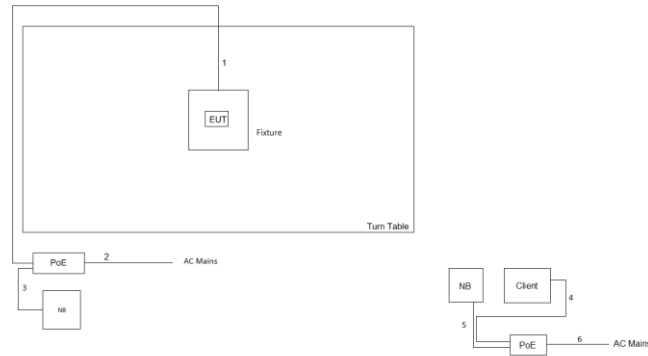 1
EUT
Fixture
Turn Table
PoE
2
AC Mains
3
NB
NB
Client
4
5
PoE
6
AC Mains